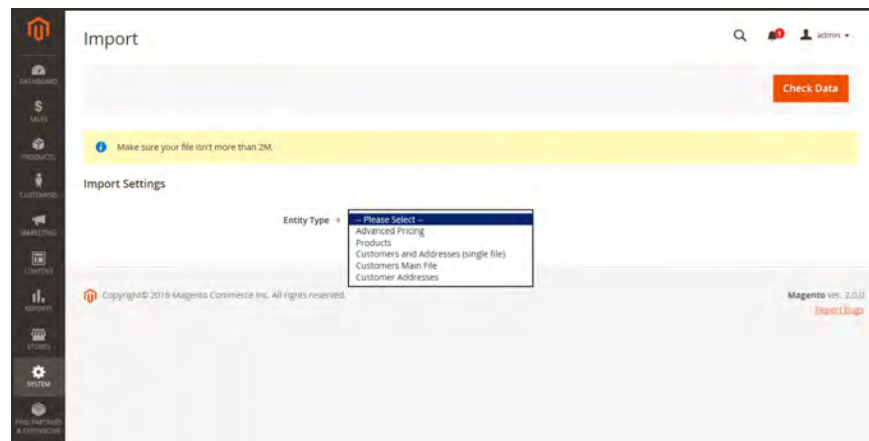 Import
1
admin
DASHBOARD
Check Data
$
SALES
Make sure your file isn't more than 2M.
PRODUCTS
Import Settings
CUSTOMERS
Entity Type *
-- Please Select --
Advanced Pricing
Products
Customers and Addresses (single file)
Customers Main File
Customer Addresses
MARKETING
CONTENT
Copyright© 2016 Magento Commerce Inc. All rights reserved.
Magento ver. 2.0.0
Report Bugs
REPORTS
STORES
SYSTEM
FIND PARTNERS
& EXTENSIONS